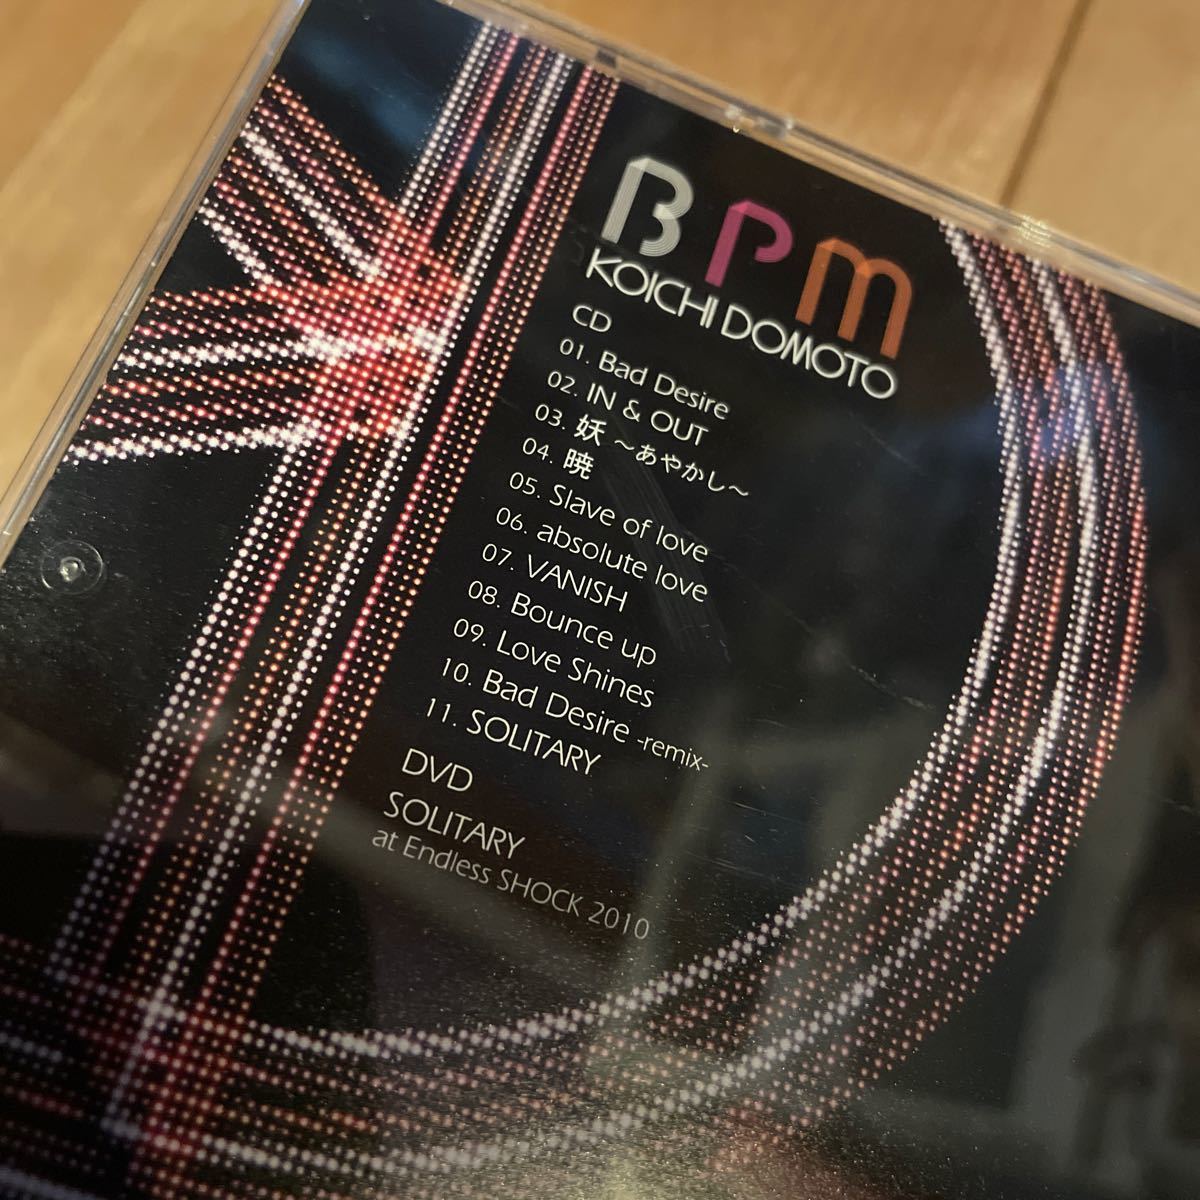 BPM
KOICHI DOMOTO
CD
01. Bad Desire
02. IN & OUT
03. 妖 ～あやかし～
04. 暁
05. Slave of love
06. absolute love
07. VANISH
08. Bounce up
09. Love Shines
10. Bad Desire -remix-
11. SOLITARY
DVD
SOLITARY
at Endless SHOCK 2010